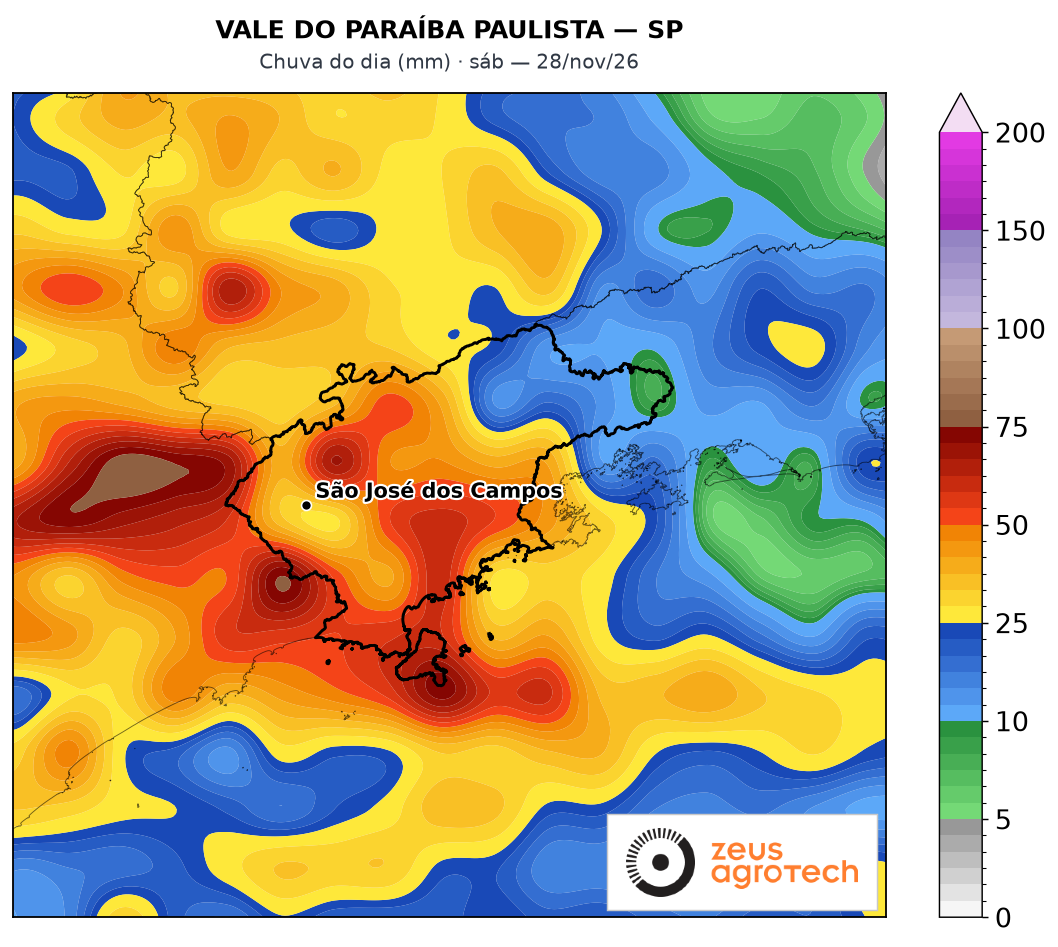 VALE DO PARAÍBA PAULISTA — SP
Chuva do dia (mm) · sáb — 28/nov/26
200
150
100
75
50
25
10
5
0
São José dos Campos
zeus
agrotech